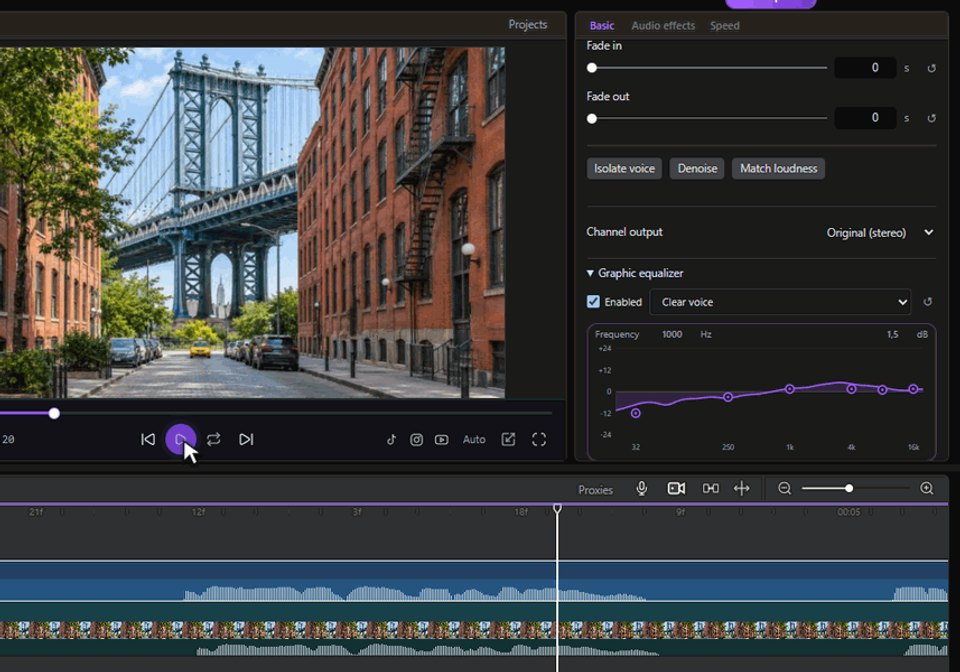 Projects
Basic Audio effects Speed
Fade in
0 s
Fade out
0 s
Isolate voice Denoise Match loudness
Channel output Original (stereo)
Graphic equalizer
Enabled Clear voice
Frequency 1000 Hz 1,5 dB
+24
+12
0
-12
-24
32 250 1k 4k 16k
20
Auto
Proxies
21f 12f 3f 18f 9f 00:05